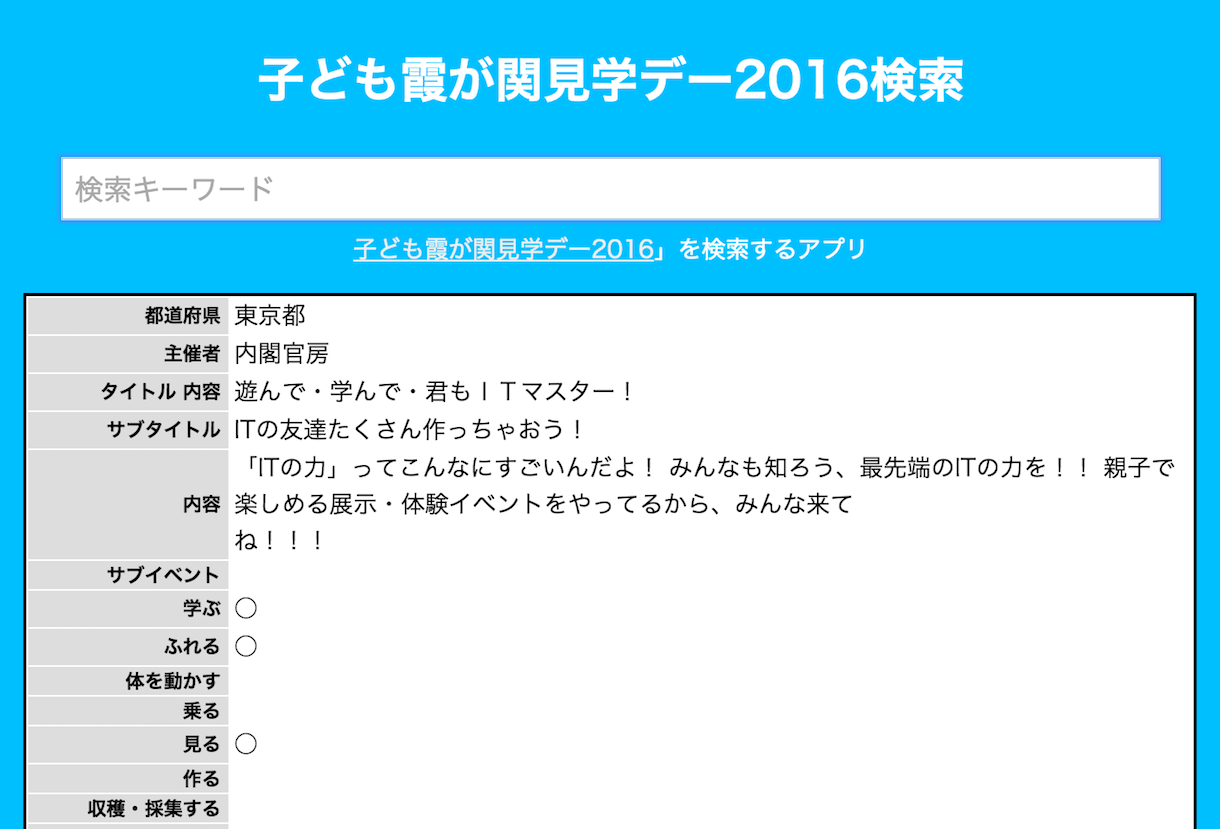 子ども霞が関見学デー2016検索
検索キーワード
子ども霞が関見学デー2016」を検索するアプリ
都道府県 東京都
主催者 内閣官房
タイトル 内容 遊んで・学んで・君もＩＴマスター！
サブタイトル ITの友達たくさん作っちゃおう！
内容 「ITの力」ってこんなにすごいんだよ！ みんなも知ろう、最先端のITの力を！！ 親子で
楽しめる展示・体験イベントをやってるから、みんな来て
ね！！！
サブイベント
学ぶ ○
ふれる ○
体を動かす
乗る
見る ○
作る
収穫・採集する